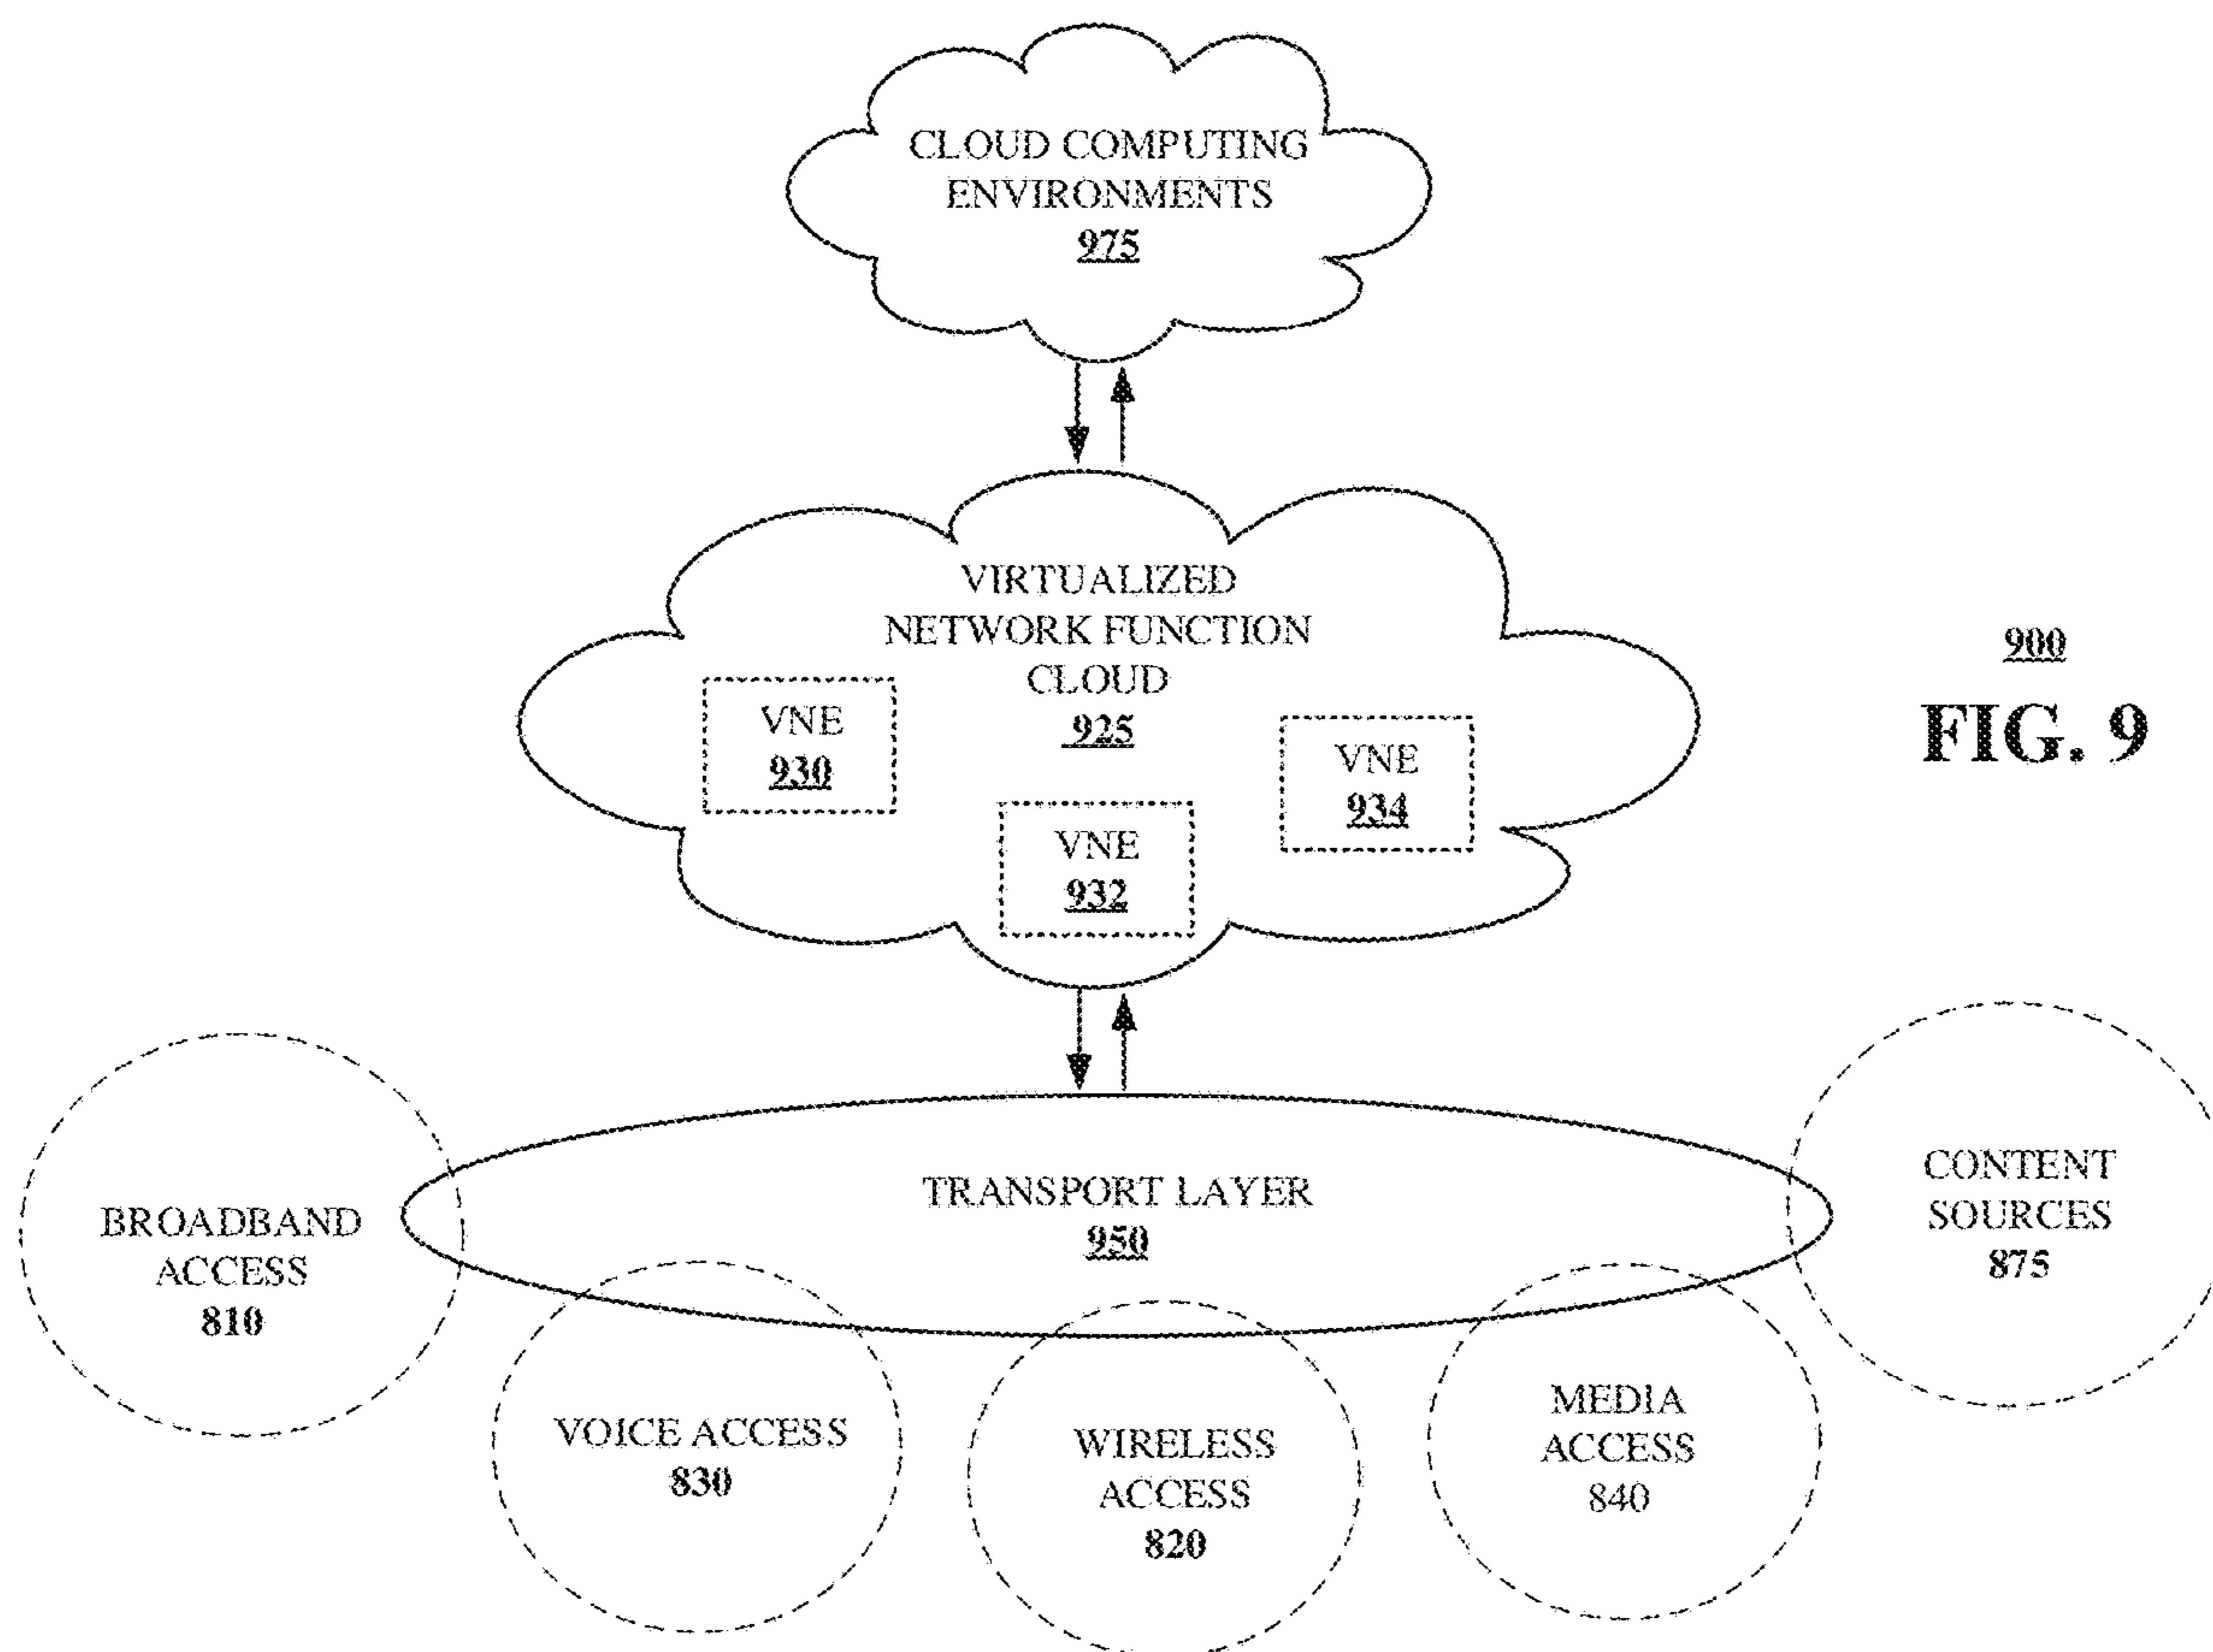 CLOUD COMPUTING
ENVIRONMENTS
975
VIRTUALIZED
NETWORK FUNCTION
CLOUD
925
VNE
930
VNE
932
VNE
934
900
FIG. 9
TRANSPORT LAYER
950
BROADBAND
ACCESS
810
VOICE ACCESS
830
WIRELESS
ACCESS
820
MEDIA
ACCESS
840
CONTENT
SOURCES
875